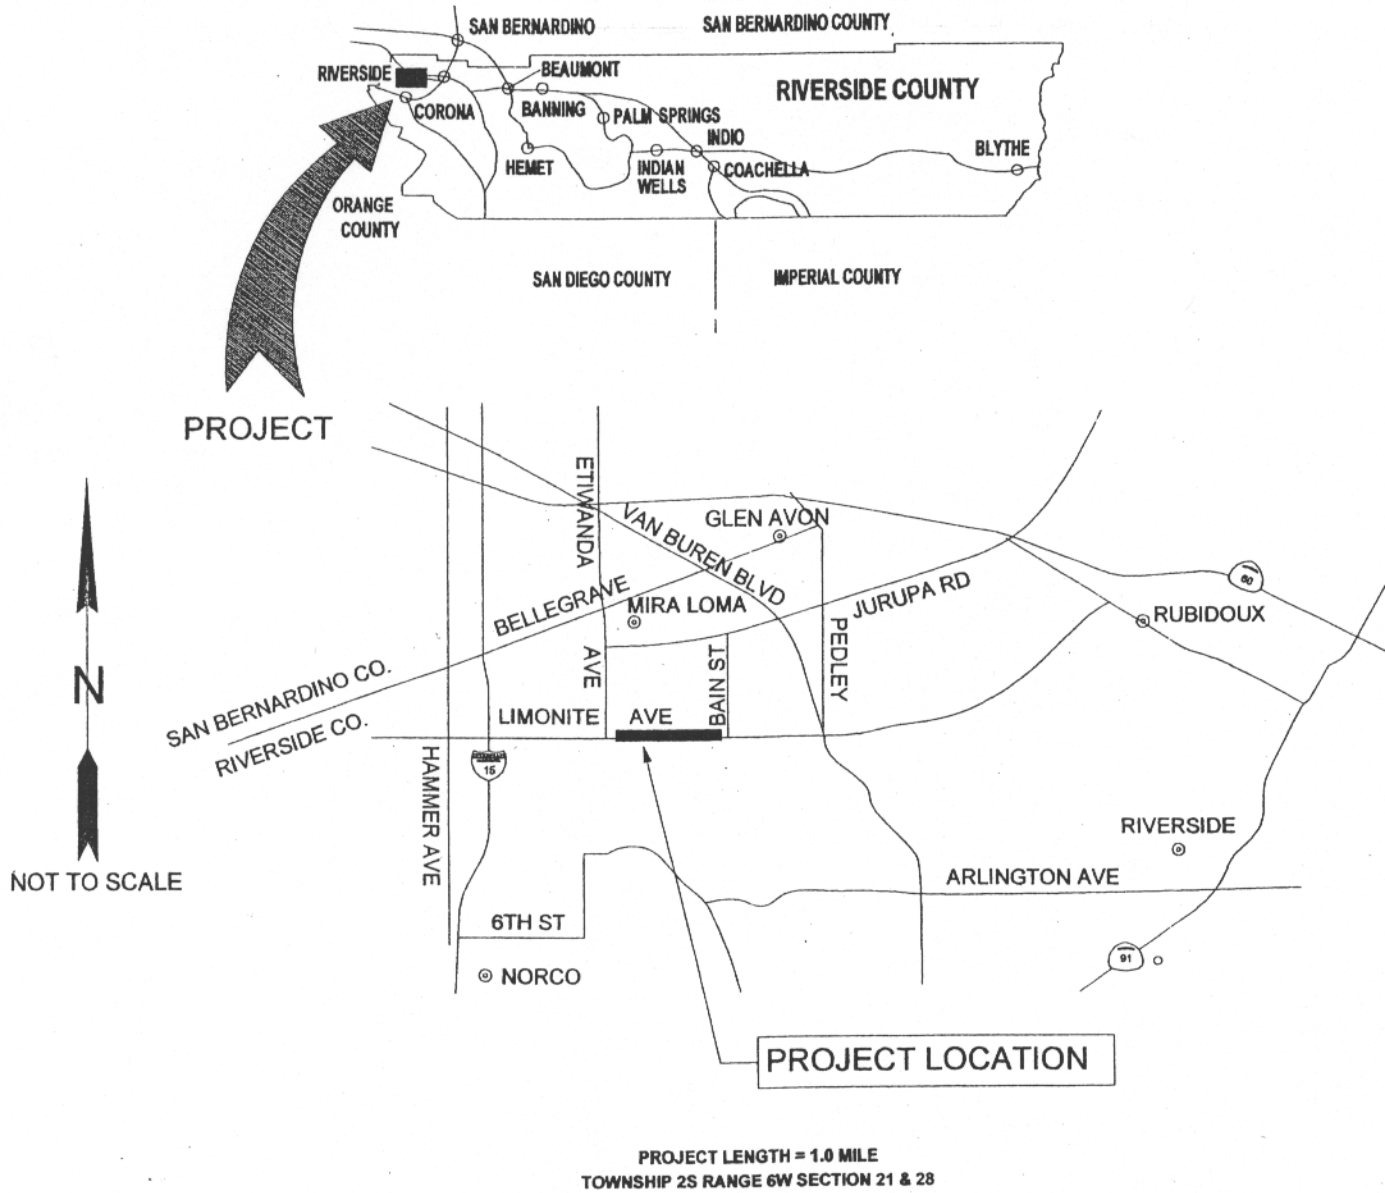 SAN BERNARDINO
SAN BERNARDINO COUNTY
RIVERSIDE
BEAUMONT
RIVERSIDE COUNTY
CORONA
BANNING
PALM SPRINGS
INDIO
BLYTHE
HEMET
INDIAN
WELLS
COACHELLA
ORANGE
COUNTY
SAN DIEGO COUNTY
IMPERIAL COUNTY
PROJECT
ETIWANDA
AVE
VAN BUREN BLVD
GLEN AVON
BELLEGRAVE
MIRA LOMA
JURUPA RD
60
RUBIDOUX
PEDLEY
BAIN ST
N
SAN BERNARDINO CO.
RIVERSIDE CO.
LIMONITE AVE
HAMMER AVE
15
RIVERSIDE
NOT TO SCALE
ARLINGTON AVE
6TH ST
91
NORCO
PROJECT LOCATION
PROJECT LENGTH = 1.0 MILE
TOWNSHIP 2S RANGE 6W SECTION 21 & 28